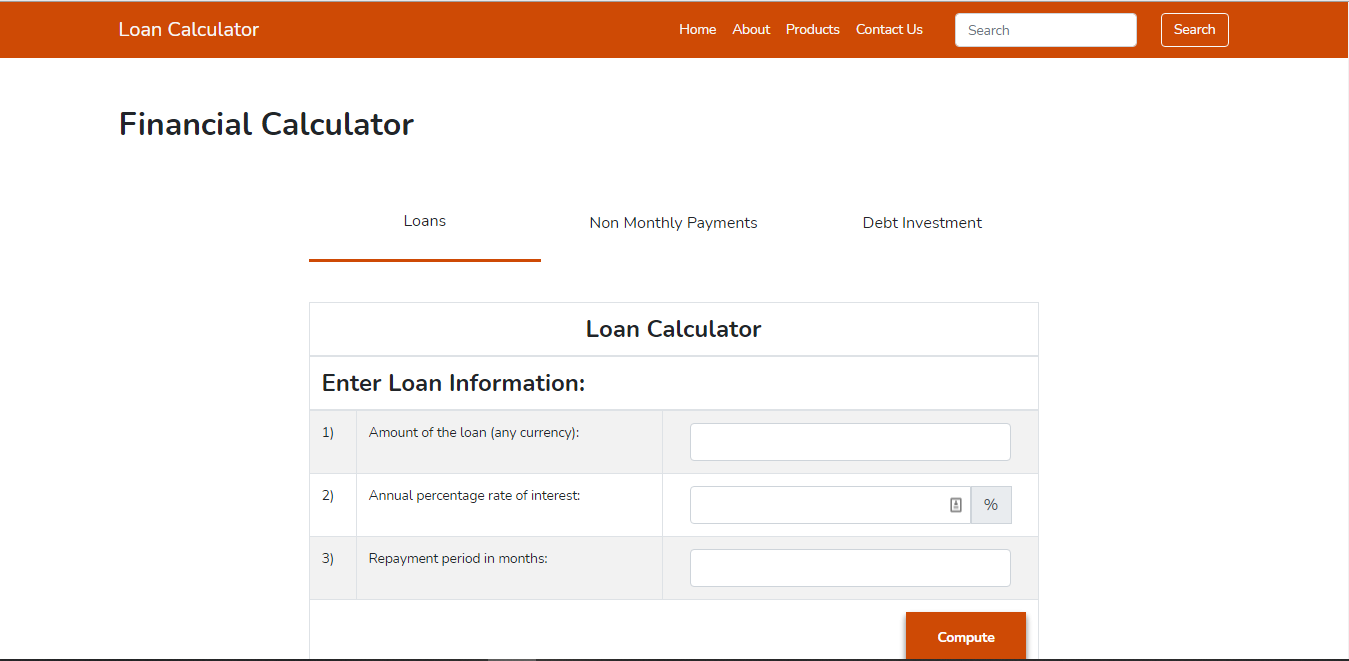 Loan Calculator Home About Products Contact Us Search Search
Financial Calculator
Loans Non Monthly Payments Debt Investment
Loan Calculator
Enter Loan Information:
1) Amount of the loan (any currency):
2) Annual percentage rate of interest: %
3) Repayment period in months:
Compute